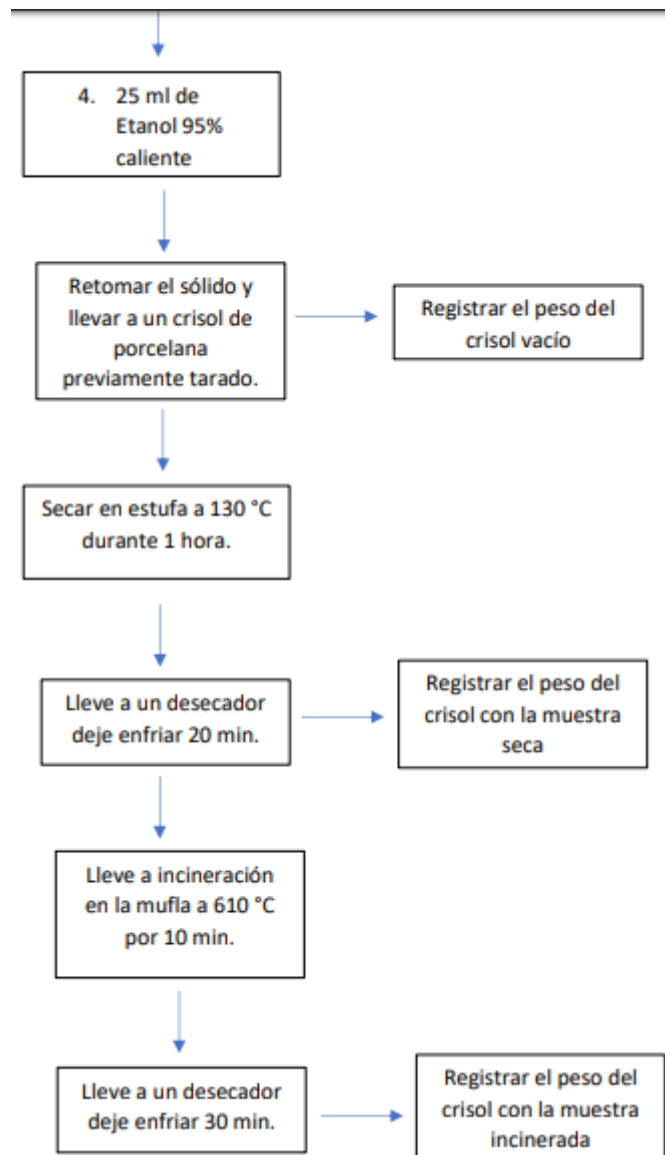 4. 25 ml de
Etanol 95%
caliente
Retomar el sólido y
llevar a un crisol de
porcelana
previamente tarado.
Registrar el peso del
crisol vacío
Secar en estufa a 130 °C
durante 1 hora.
Lleve a un desecador
deje enfriar 20 min.
Registrar el peso del
crisol con la muestra
seca
Lleve a incineración
en la mufla a 610 °C
por 10 min.
Lleve a un desecador
deje enfriar 30 min.
Registrar el peso del
crisol con la muestra
incinerada